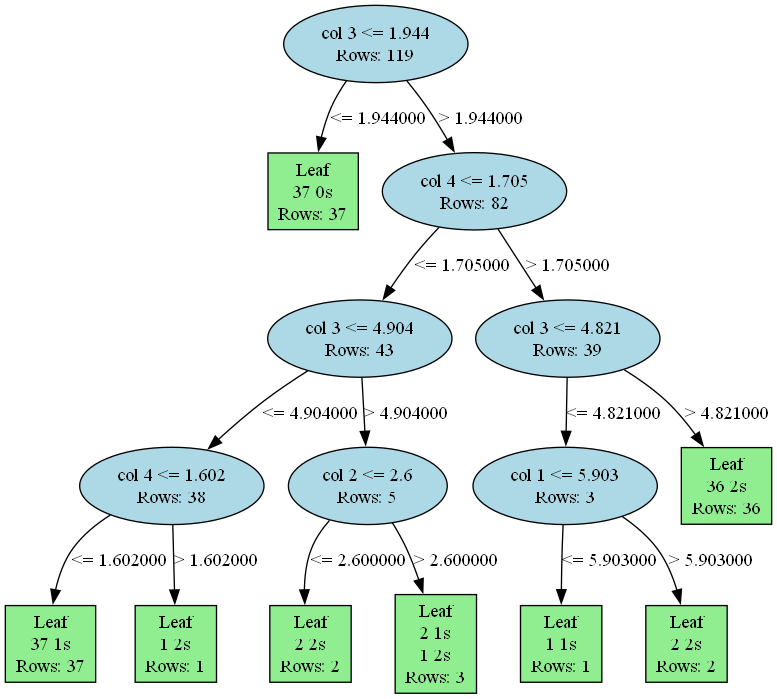 col 3 <= 1.944
Rows: 119
<= 1.944000
> 1.944000
Leaf
37 0s
Rows: 37
col 4 <= 1.705
Rows: 82
<= 1.705000
> 1.705000
col 3 <= 4.904
Rows: 43
col 3 <= 4.821
Rows: 39
<= 4.904000
> 4.904000
<= 4.821000
> 4.821000
col 4 <= 1.602
Rows: 38
col 2 <= 2.6
Rows: 5
col 1 <= 5.903
Rows: 3
Leaf
36 2s
Rows: 36
<= 1.602000
> 1.602000
<= 2.600000
> 2.600000
<= 5.903000
> 5.903000
Leaf
37 1s
Rows: 37
Leaf
1 2s
Rows: 1
Leaf
2 2s
Rows: 2
Leaf
2 1s
1 2s
Rows: 3
Leaf
1 1s
Rows: 1
Leaf
2 2s
Rows: 2